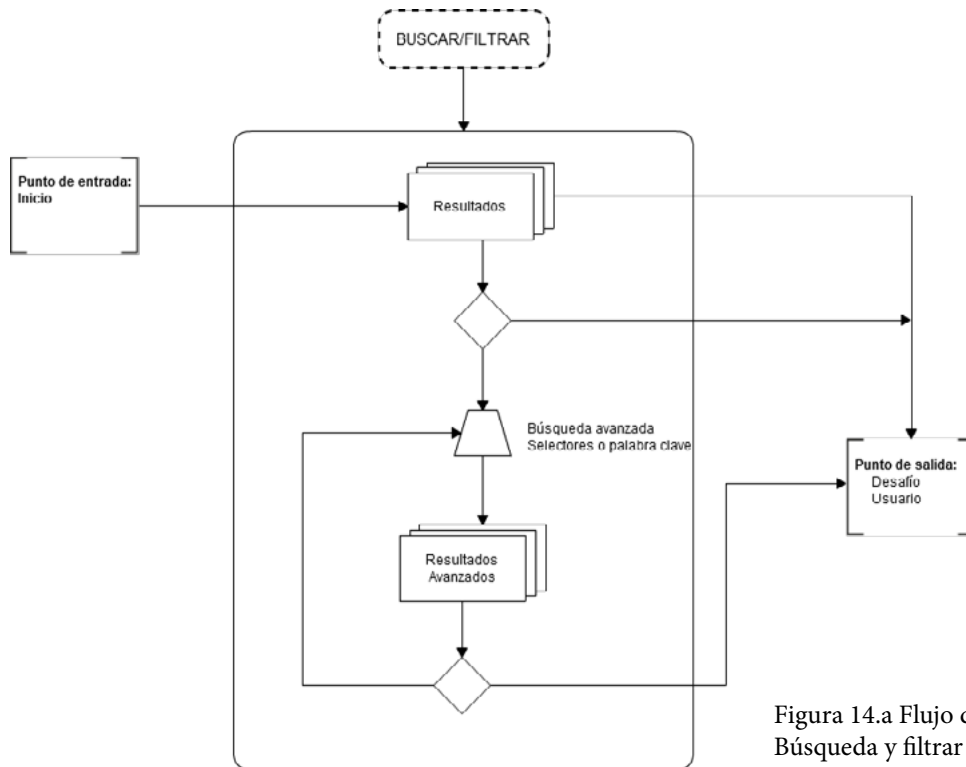 BUSCAR/FILTRAR
Punto de entrada:
Inicio
Resultados
Búsqueda avanzada
Selectores o palabra clave
Punto de salida:
Desafío
Usuario
Resultados
Avanzados
Figura 14.a Flujo
Búsqueda y filtrar